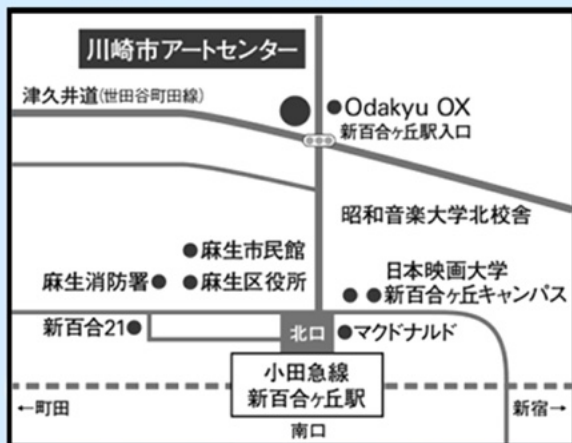 川崎市アートセンター
津久井道(世田谷町田線)
Odakyu OX
新百合ヶ丘駅入口
昭和音楽大学北校舎
麻生市民館
麻生消防署
麻生区役所
日本映画大学
新百合ヶ丘キャンパス
新百合21
北口
マクドナルド
小田急線
新百合ヶ丘駅
←町田
新宿→
南口